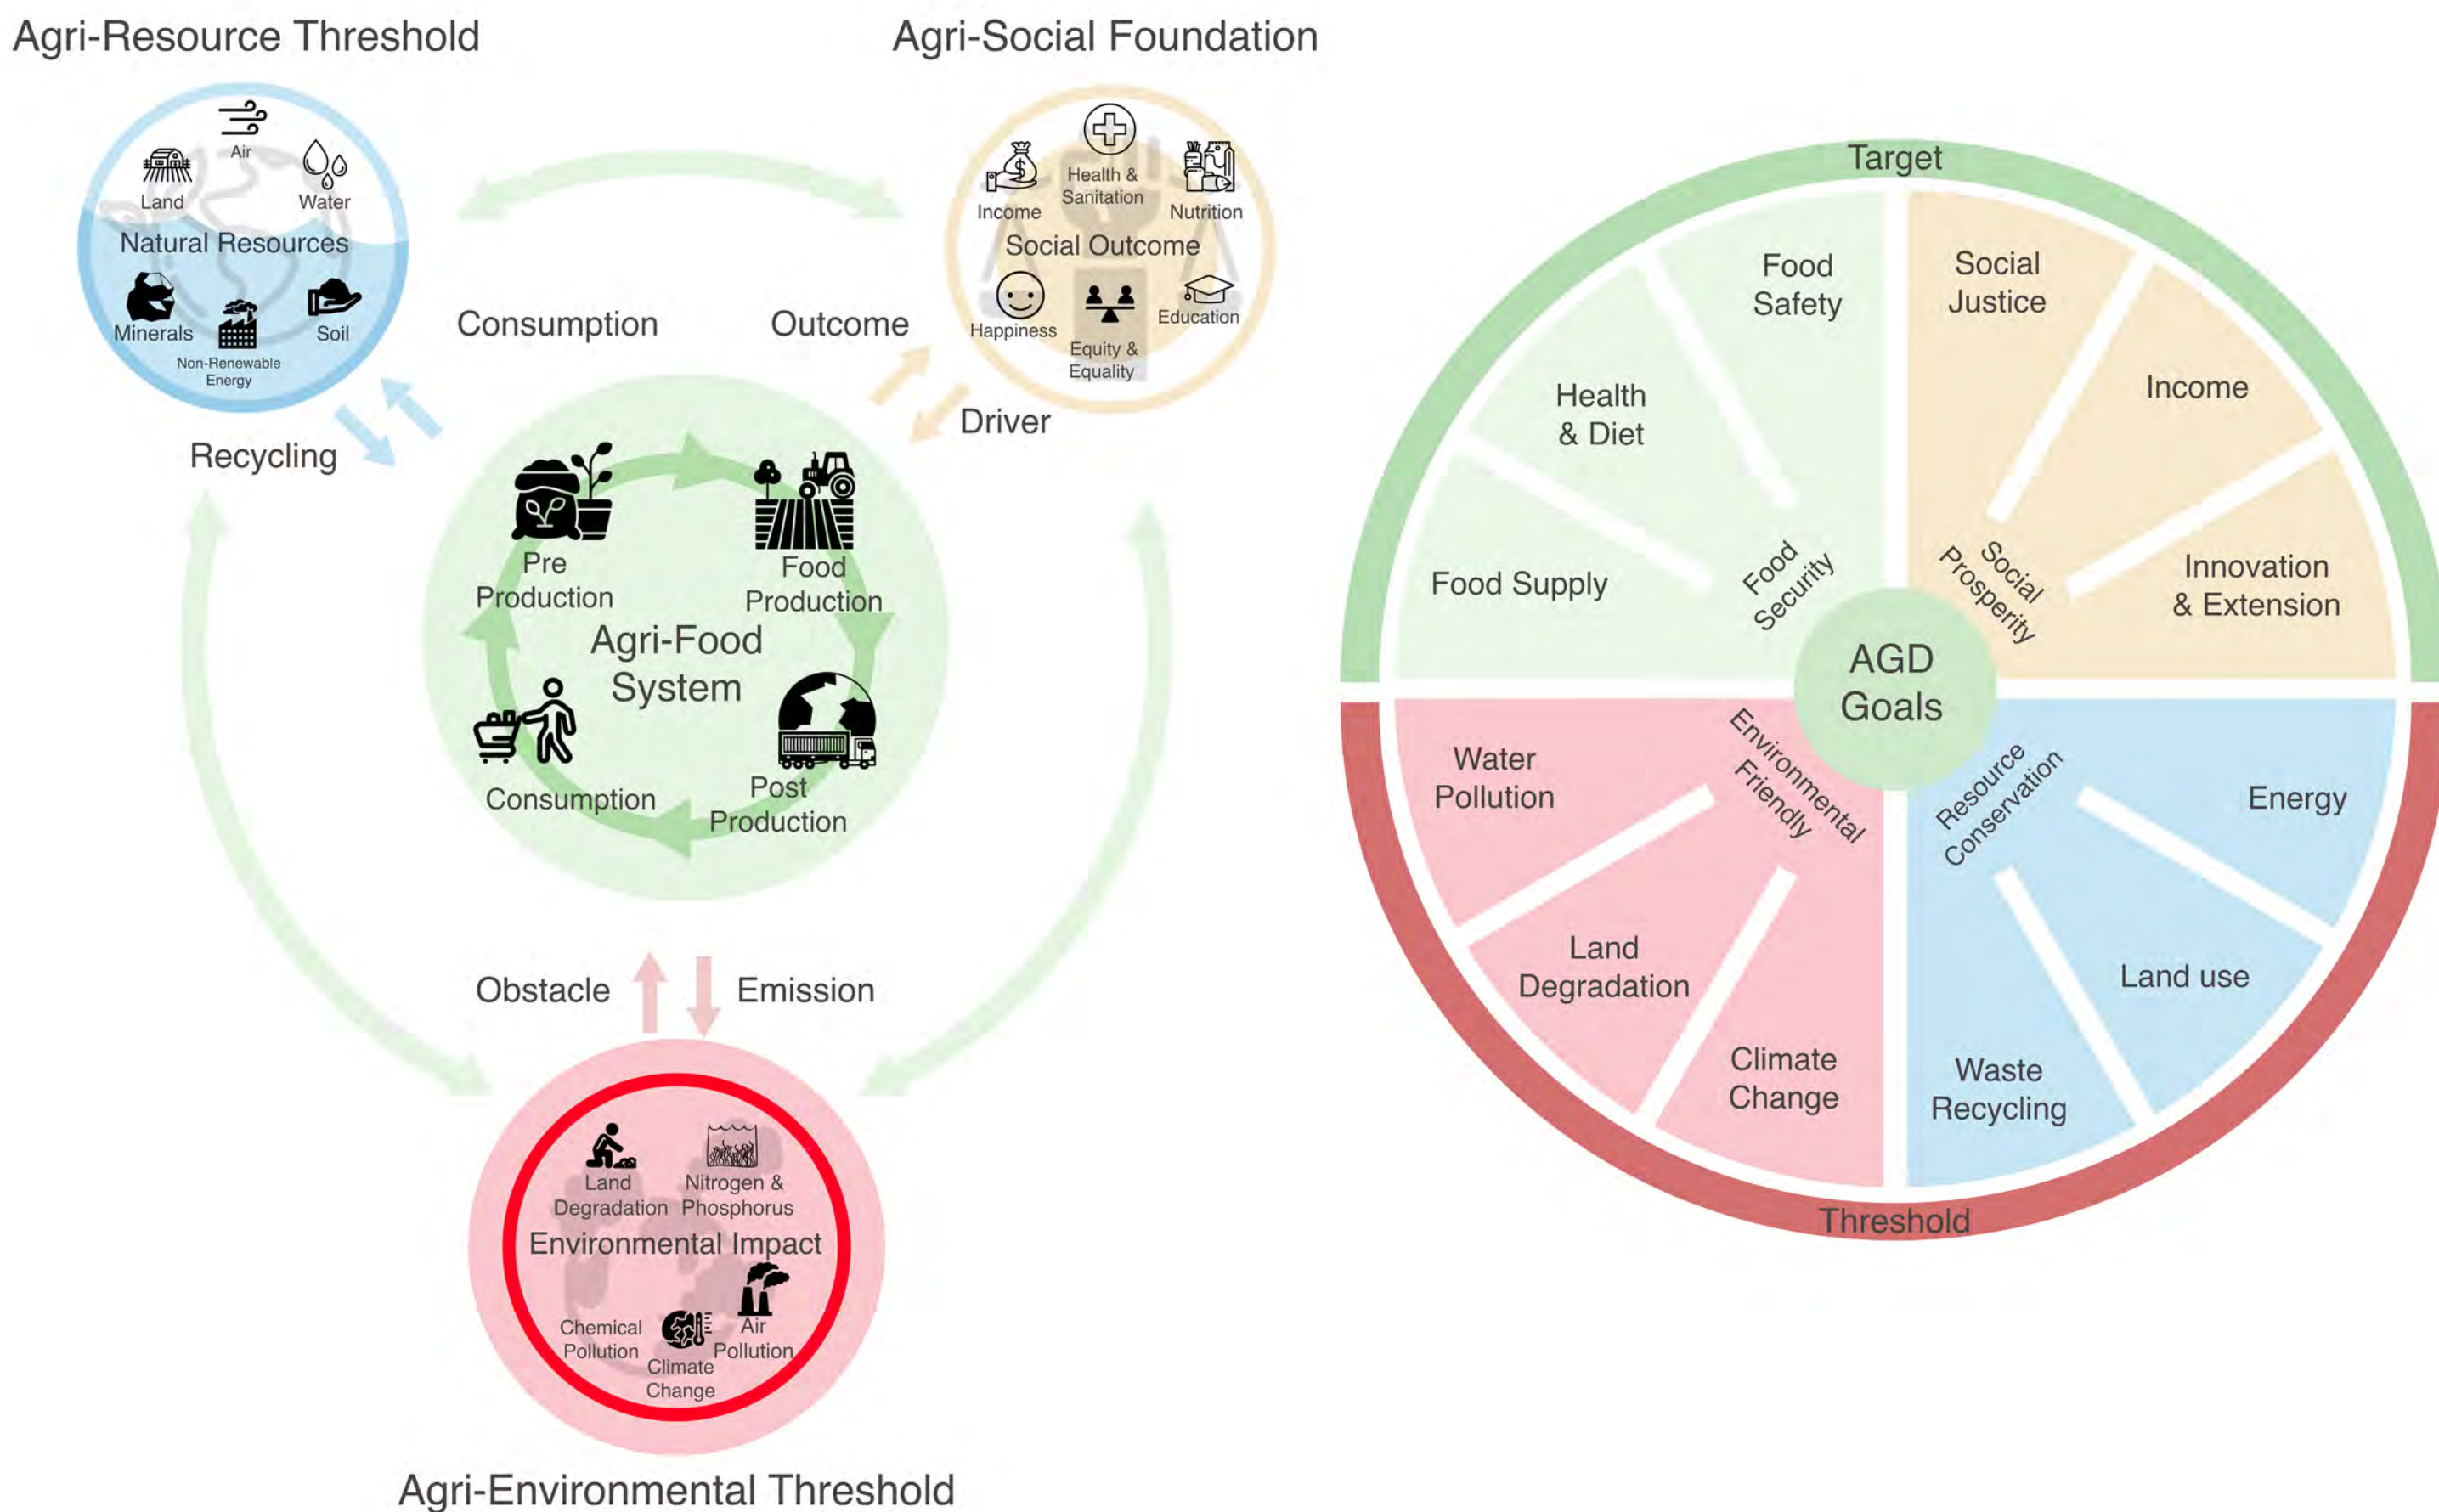 Agri-Resource Threshold
Air
Land
Water
Natural Resources
Minerals
Non-Renewable
Energy
Soil
Agri-Social Foundation
Income
Health &
Sanitation
Nutrition
Social Outcome
Happiness
Equity &
Equality
Education
Consumption
Outcome
Recycling
Driver
Pre
Production
Food
Production
Agri-Food
System
Consumption
Post
Production
Obstacle
Emission
Land
Degradation
Nitrogen &
Phosphorus
Environmental Impact
Chemical
Pollution
Climate
Change
Air
Pollution
Agri-Environmental Threshold
Target
Food
Safety
Social
Justice
Health
& Diet
Income
Food Supply
Innovation
& Extension
Food
Security
Social
Prosperity
AGD
Goals
Environmental
Friendly
Resource
Conservation
Water
Pollution
Energy
Land
Degradation
Land use
Climate
Change
Waste
Recycling
Threshold